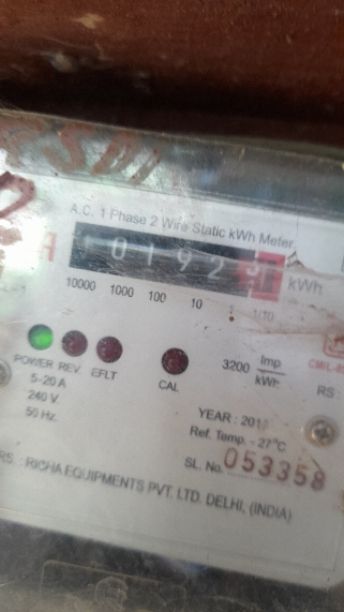 A.C. 1 Phase 2 Wire Static kWh Meter
0192
kWh
10000 1000 100 10 1 1/10
POWER REV. EFLT CAL
3200 Imp/kWh
5-20 A
240 V.
50 Hz.
YEAR :
Ref. Temp. - 27°C
SL. No. 053358
RS :
RS. : RICHA EQUIPMENTS PVT. LTD. DELHI, (INDIA)